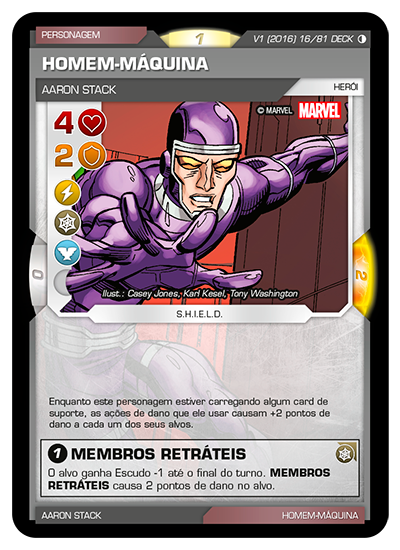 PERSONAGEM
1
V1 (2016) 16/81 DECK
HOMEM-MÁQUINA
AARON STACK
HERÓI
4
© MARVEL MARVEL
2
0
2
Ilust.: Casey Jones, Karl Kesel, Tony Washington
S.H.I.E.L.D.
Enquanto este personagem estiver carregando algum card de
suporte, as ações de dano que ele usar causam +2 pontos de
dano a cada um dos seus alvos.
1 MEMBROS RETRÁTEIS
O alvo ganha Escudo -1 até o final do turno. MEMBROS
RETRÁTEIS causa 2 pontos de dano no alvo.
AARON STACK
HOMEM-MÁQUINA